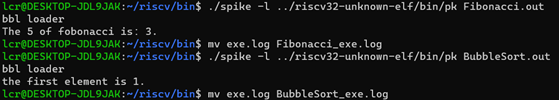 lcr@DESKTOP-JDL9JAK:~/riscv/bin$ ./spike -l ../riscv32-unknown-elf/bin/pk Fibonacci.out
bbl loader
The 5 of fobonacci is: 3.
lcr@DESKTOP-JDL9JAK:~/riscv/bin$ mv exe.log Fibonacci_exe.log
lcr@DESKTOP-JDL9JAK:~/riscv/bin$ ./spike -l ../riscv32-unknown-elf/bin/pk BubbleSort.out
bbl loader
the first element is 1.
lcr@DESKTOP-JDL9JAK:~/riscv/bin$ mv exe.log BubbleSort_exe.log